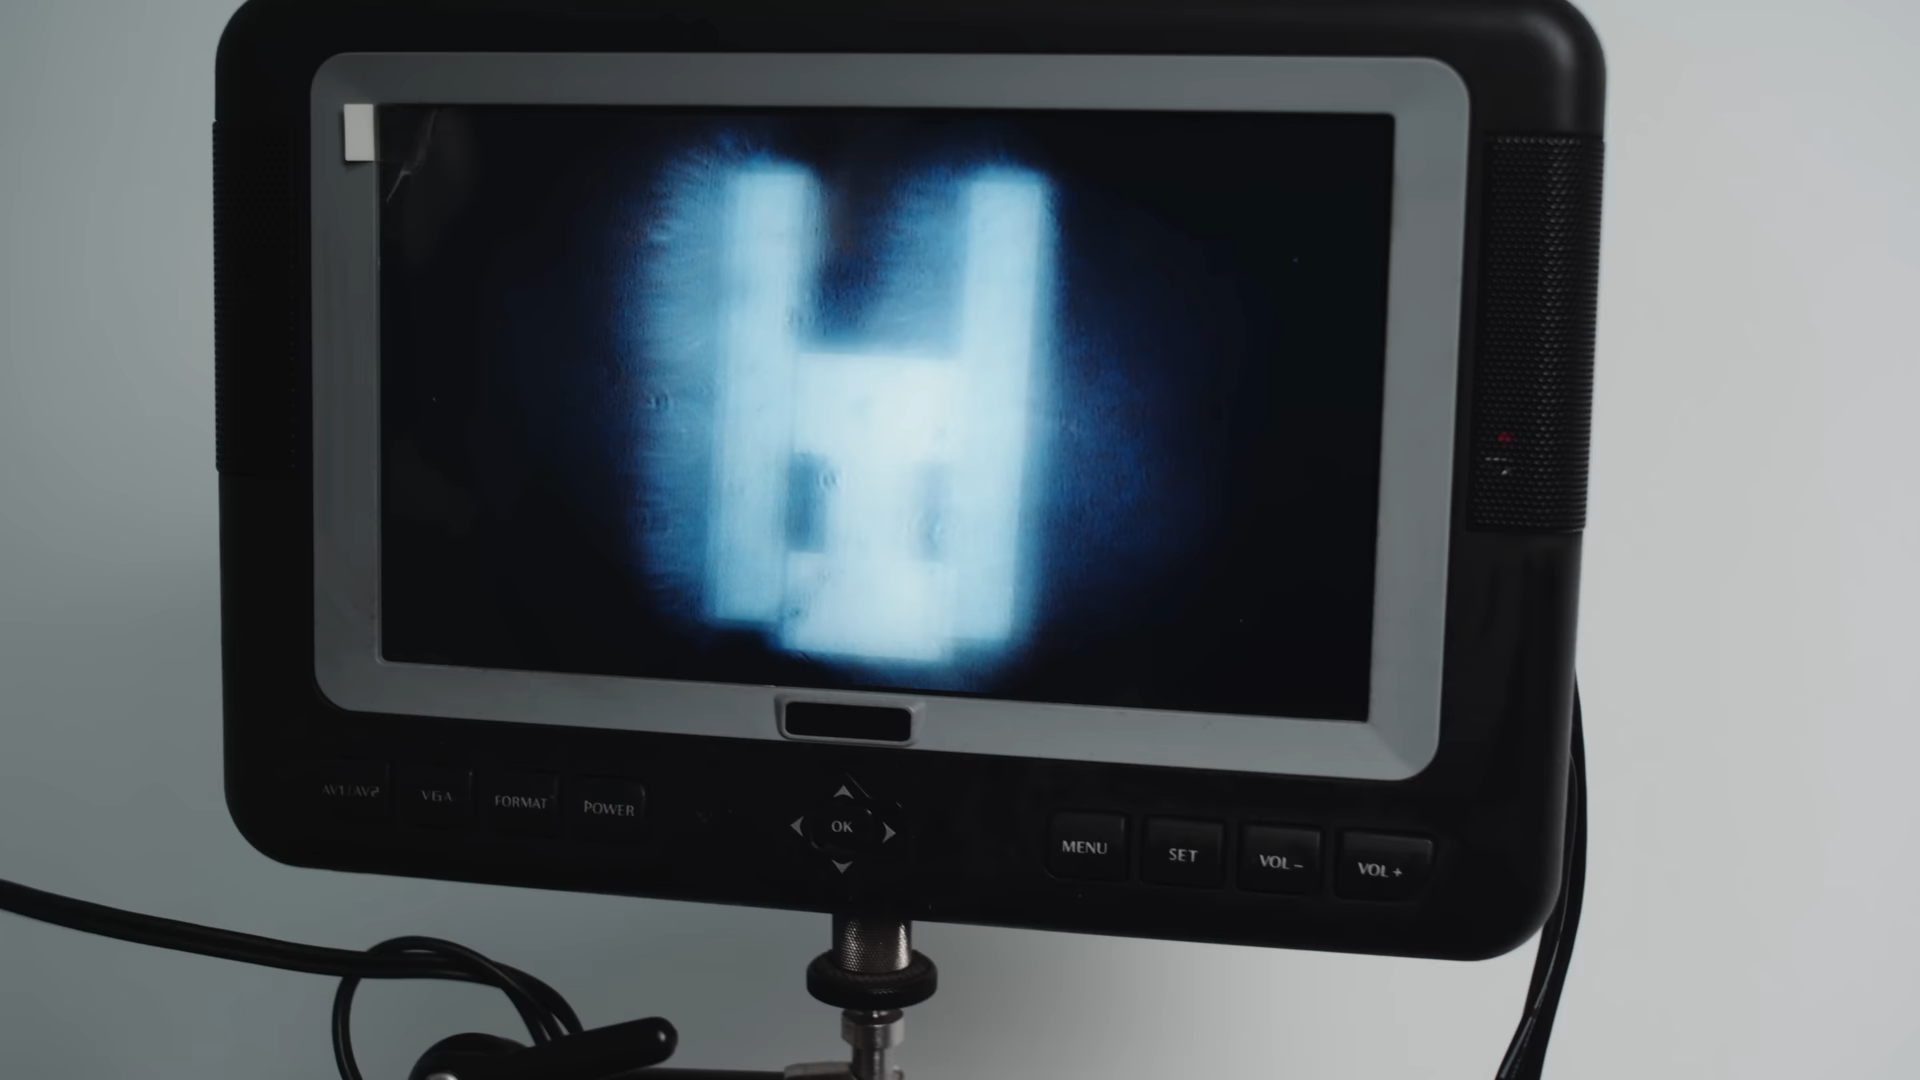 AV1/AV2 VGA FORMAT POWER
OK
MENU SET VOL – VOL +